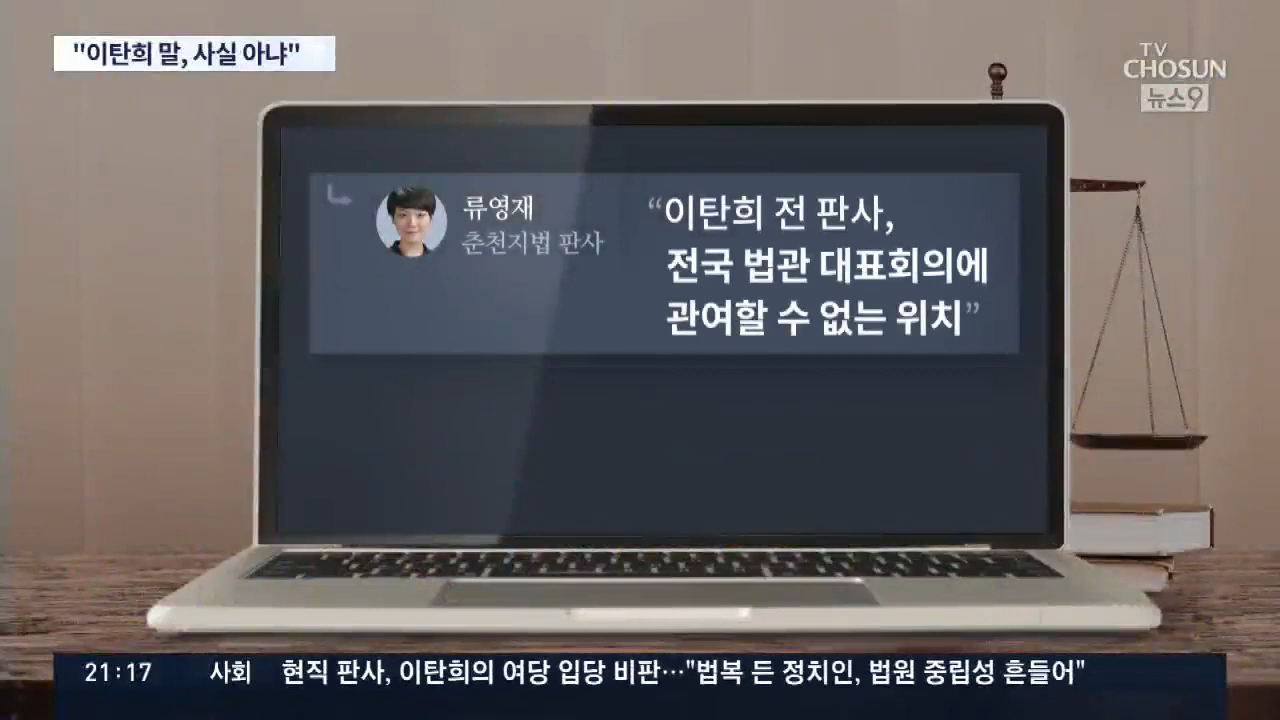 "이탄희 말, 사실 아냐"
TV
CHOSUN
뉴스9
류영재
춘천지법 판사
“이탄희 전 판사,
전국 법관 대표회의에
관여할 수 없는 위치”
21:17 사회 현직 판사, 이탄희의 여당 입당 비판…"법복 든 정치인, 법원 중립성 흔들어"